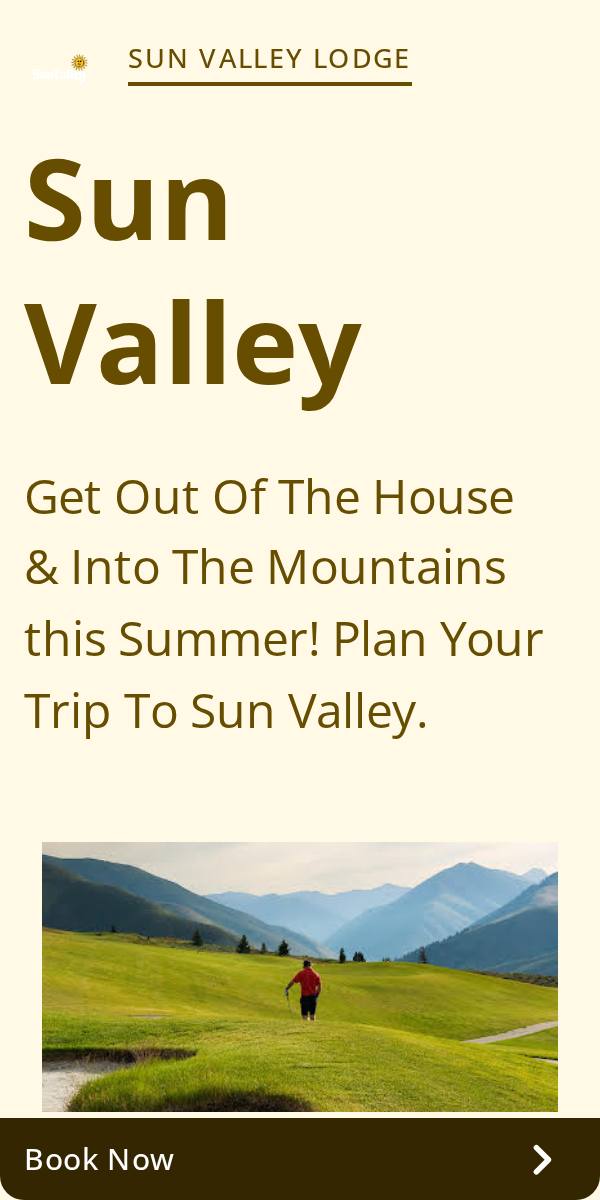 SUN VALLEY LODGE
Sun
Valley
Get Out Of The House
& Into The Mountains
this Summer! Plan Your
Trip To Sun Valley.
Book Now